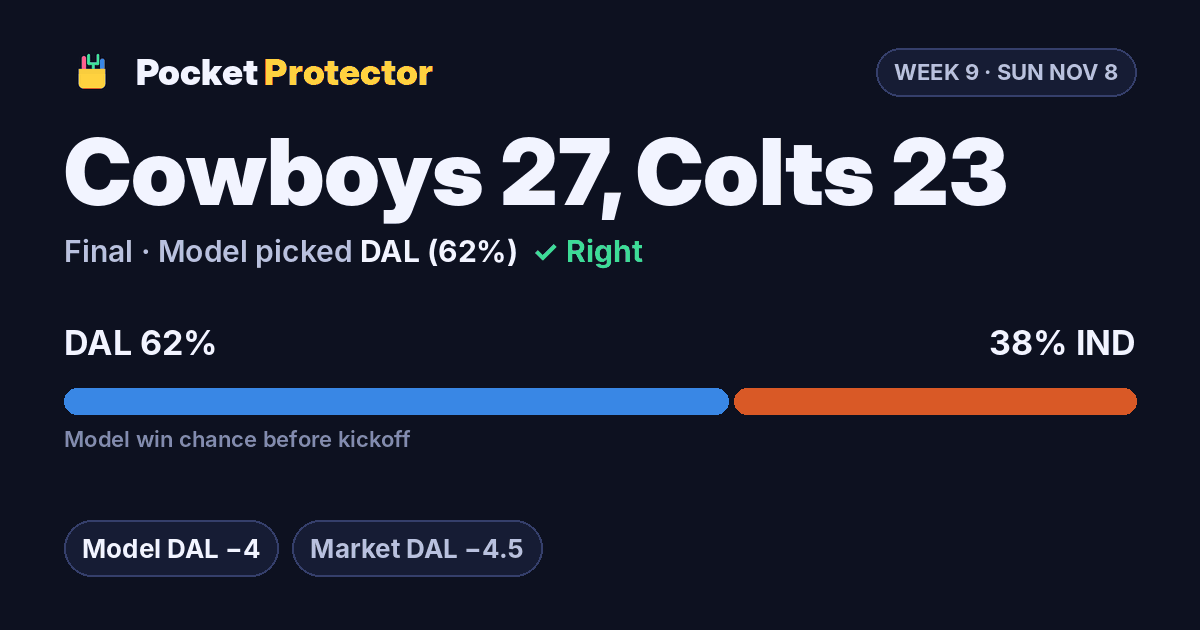 Pocket Protector
WEEK 9 · SUN NOV 8
Cowboys 27, Colts 23
Final · Model picked DAL (62%) ✓ Right
DAL 62%
38% IND
Model win chance before kickoff
Model DAL −4
Market DAL −4.5